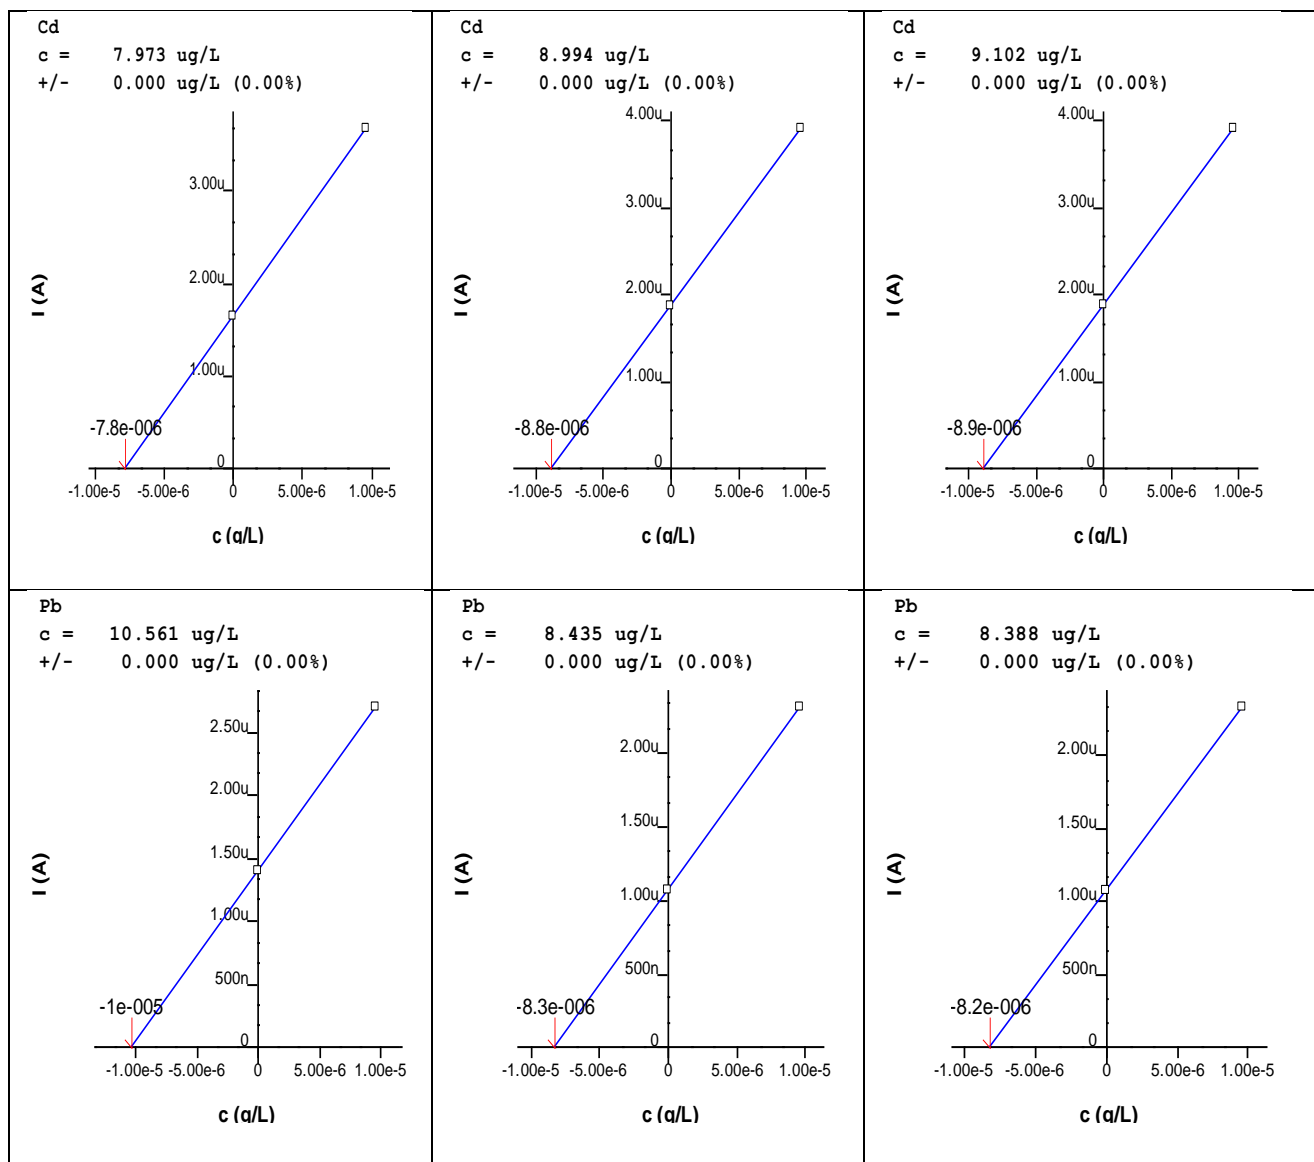 Cd
c = 7.973 ug/L
+/- 0.000 ug/L (0.00%)
3.00u
2.00u
1.00u
0
I (A)
-7.8e-006
-1.00e-5 -5.00e-6 0 5.00e-6 1.00e-5
c (g/L)
Cd
c = 8.994 ug/L
+/- 0.000 ug/L (0.00%)
4.00u
3.00u
2.00u
1.00u
0
I (A)
-8.8e-006
-1.00e-5 -5.00e-6 0 5.00e-6 1.00e-5
c (g/L)
Cd
c = 9.102 ug/L
+/- 0.000 ug/L (0.00%)
4.00u
3.00u
2.00u
1.00u
0
I (A)
-8.9e-006
-1.00e-5 -5.00e-6 0 5.00e-6 1.00e-5
c (g/L)
Pb
c = 10.561 ug/L
+/- 0.000 ug/L (0.00%)
2.50u
2.00u
1.50u
1.00u
500n
0
I (A)
-1e-005
-1.00e-5 -5.00e-6 0 5.00e-6 1.00e-5
c (g/L)
Pb
c = 8.435 ug/L
+/- 0.000 ug/L (0.00%)
2.00u
1.50u
1.00u
500n
0
I (A)
-8.3e-006
-1.00e-5 -5.00e-6 0 5.00e-6 1.00e-5
c (g/L)
Pb
c = 8.388 ug/L
+/- 0.000 ug/L (0.00%)
2.00u
1.50u
1.00u
500n
0
I (A)
-8.2e-006
-1.00e-5 -5.00e-6 0 5.00e-6 1.00e-5
c (g/L)